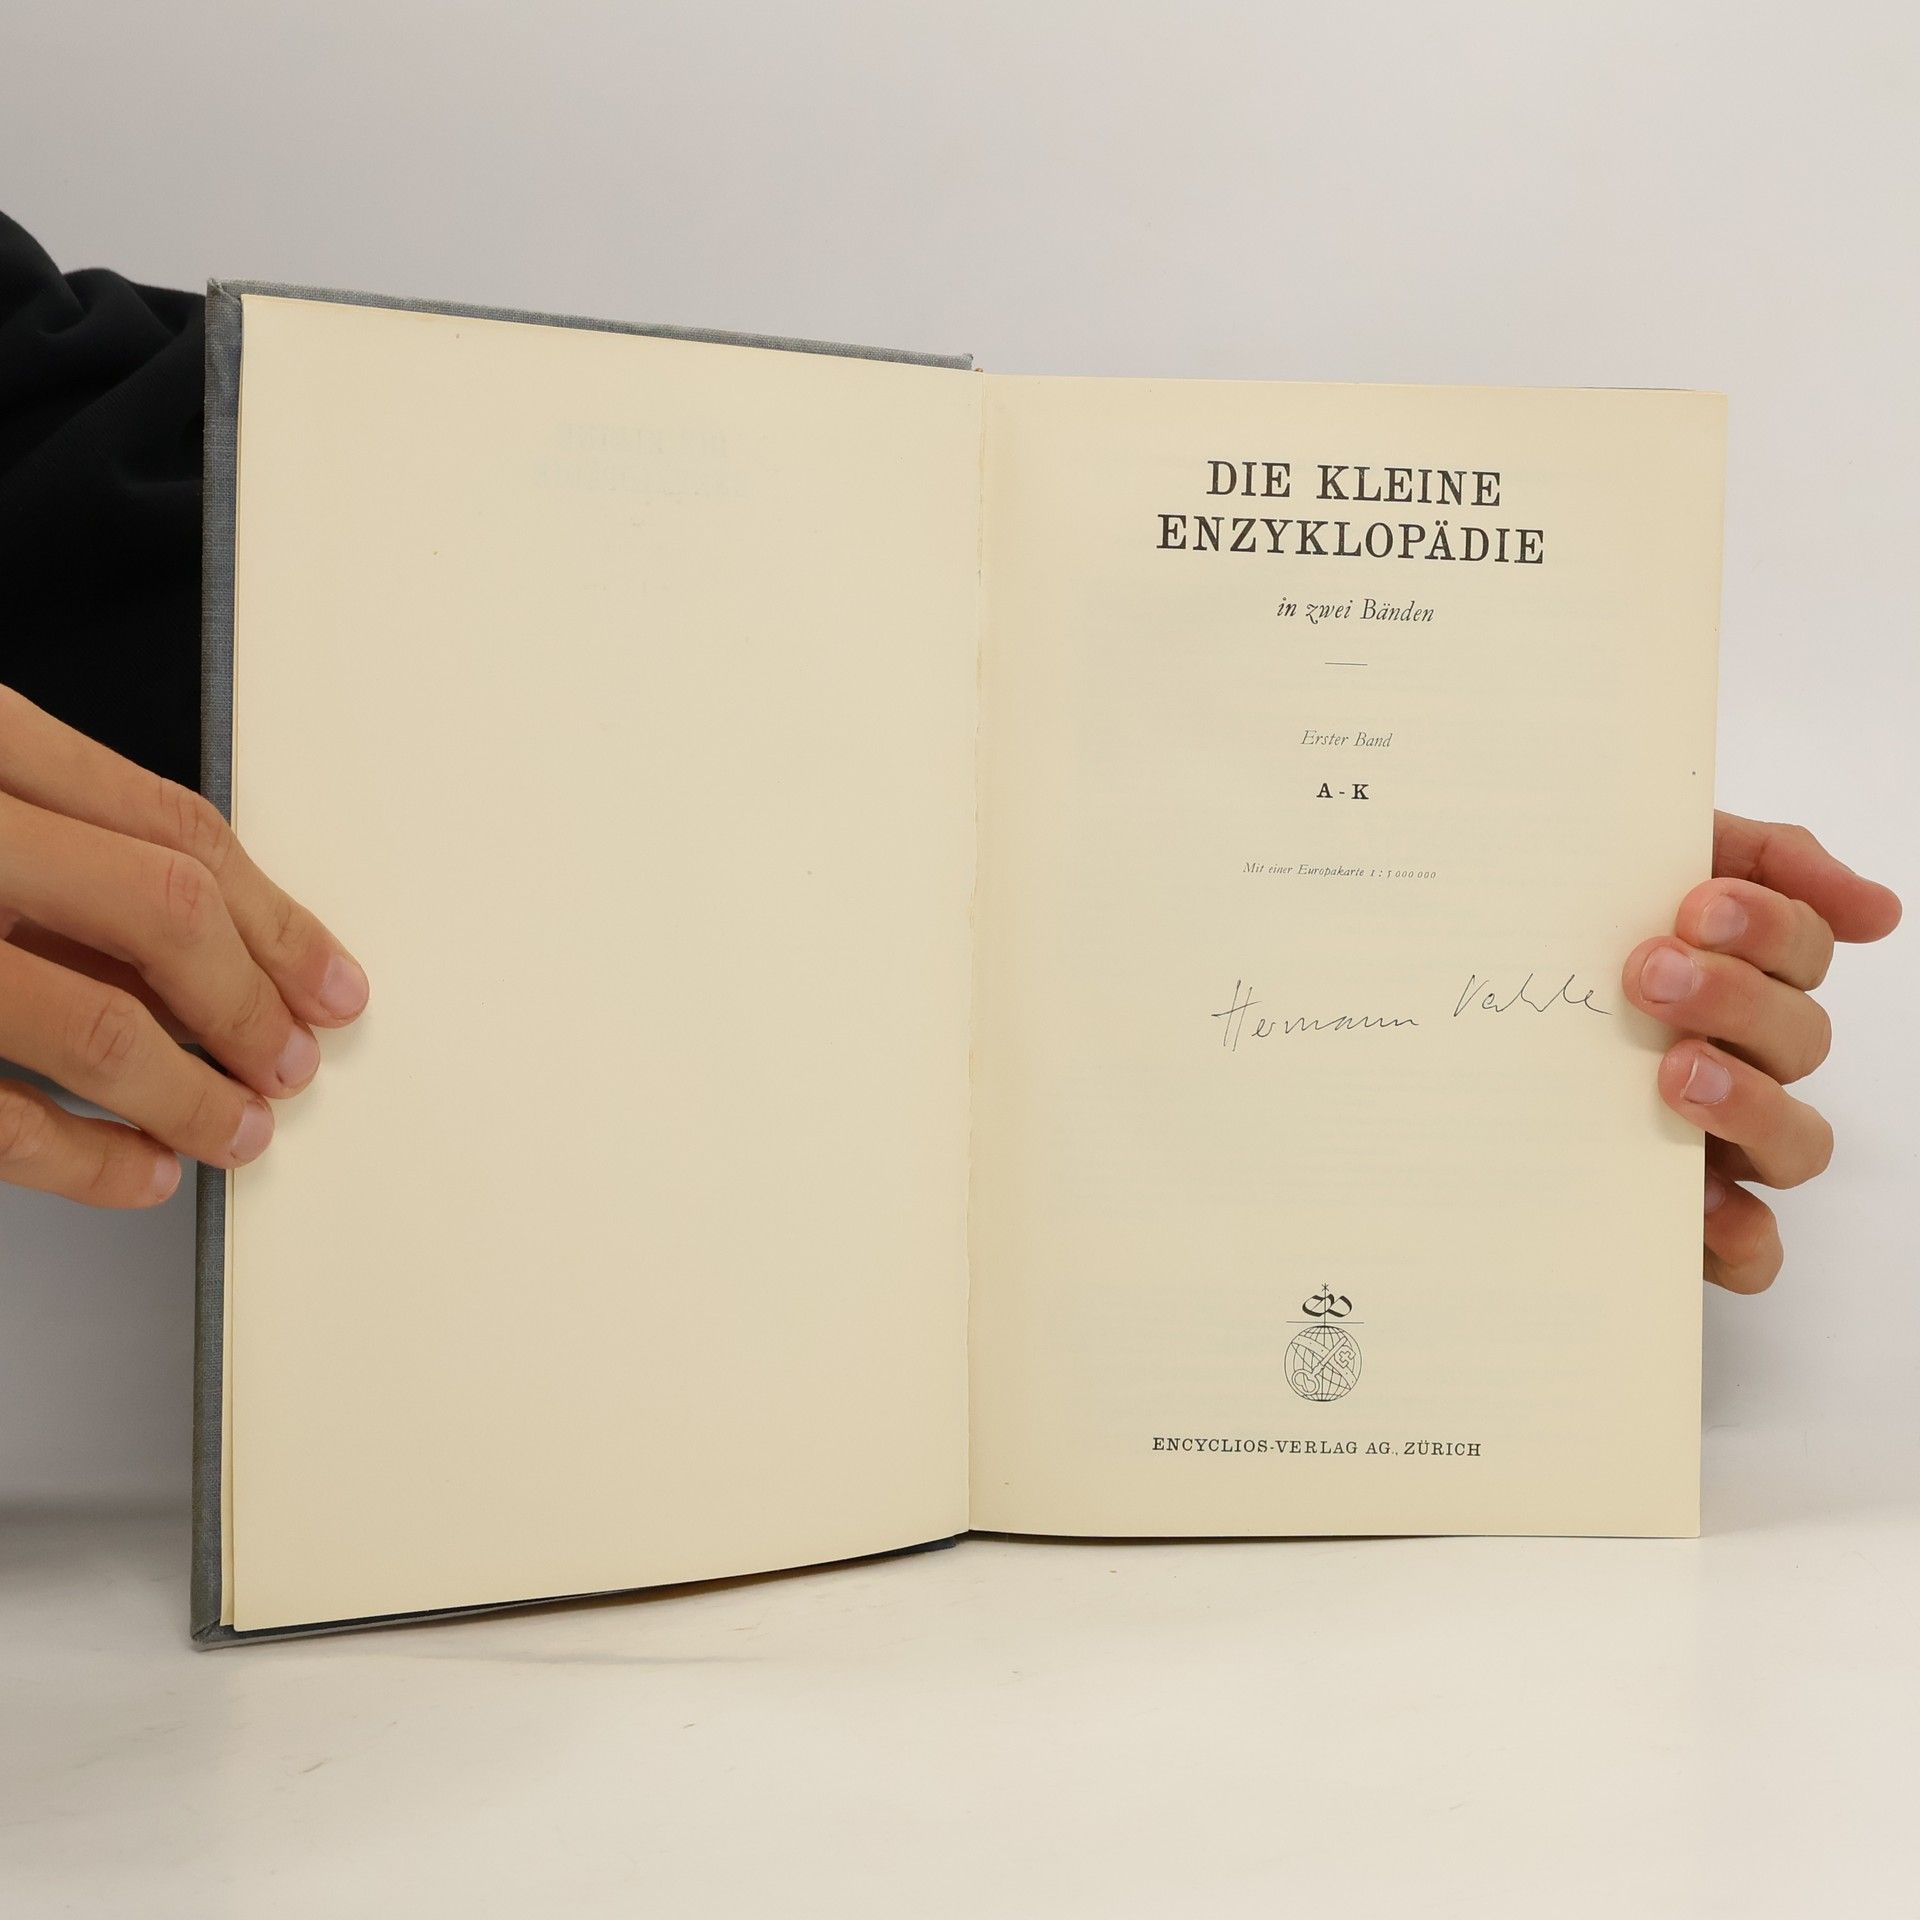 DIE KLEINE
ENZYKLOPÄDIE
in zwei Bänden
Erster Band
A - K
Mit einer Europakarte 1 : 5 000 000
Hermann
ENCYCLIOS-VERLAG AG., ZÜRICH